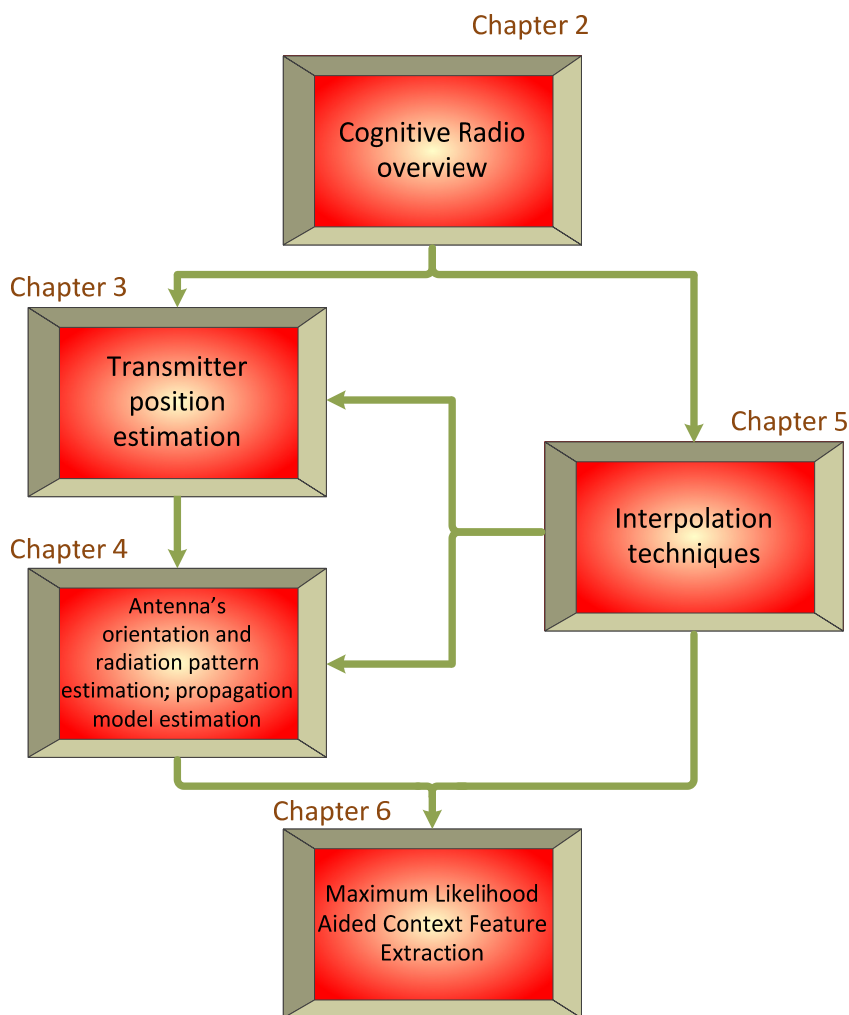 Chapter 2
Cognitive Radio
overview
Chapter 3
Transmitter
position
estimation
Chapter 5
Interpolation
techniques
Chapter 4
Antenna’s
orientation and
radiation pattern
estimation; propagation
model estimation
Chapter 6
Maximum Likelihood
Aided Context Feature
Extraction